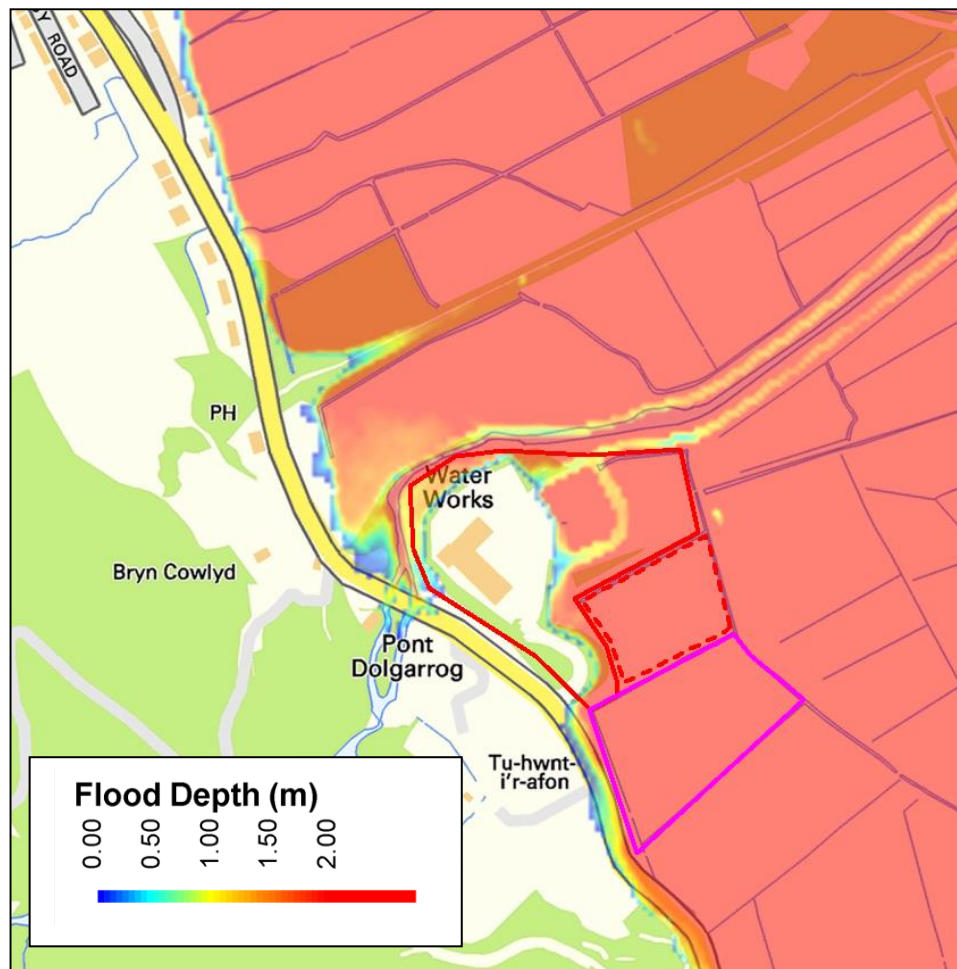 ROAD
PH
Water
Works
Bryn Cowlyd
Pont
Dolgarrog
Tu-hwnt-
i'r-afon
Flood Depth (m)
0.00
0.50
1.00
1.50
2.00